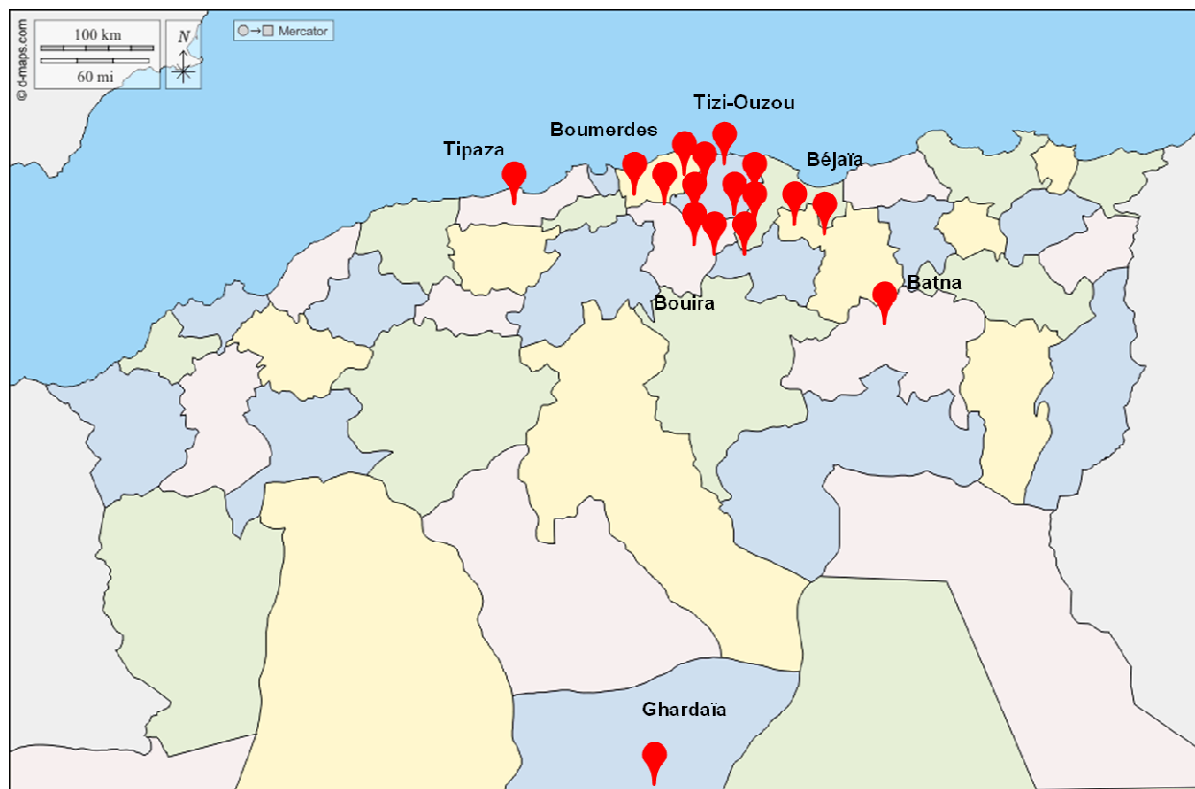 © d-maps.com
100 km
60 mi
N
Mercator
Tizi-Ouzou
Boumerdes
Tipaza
Béjaïa
Batna
Bouira
Ghardaïa